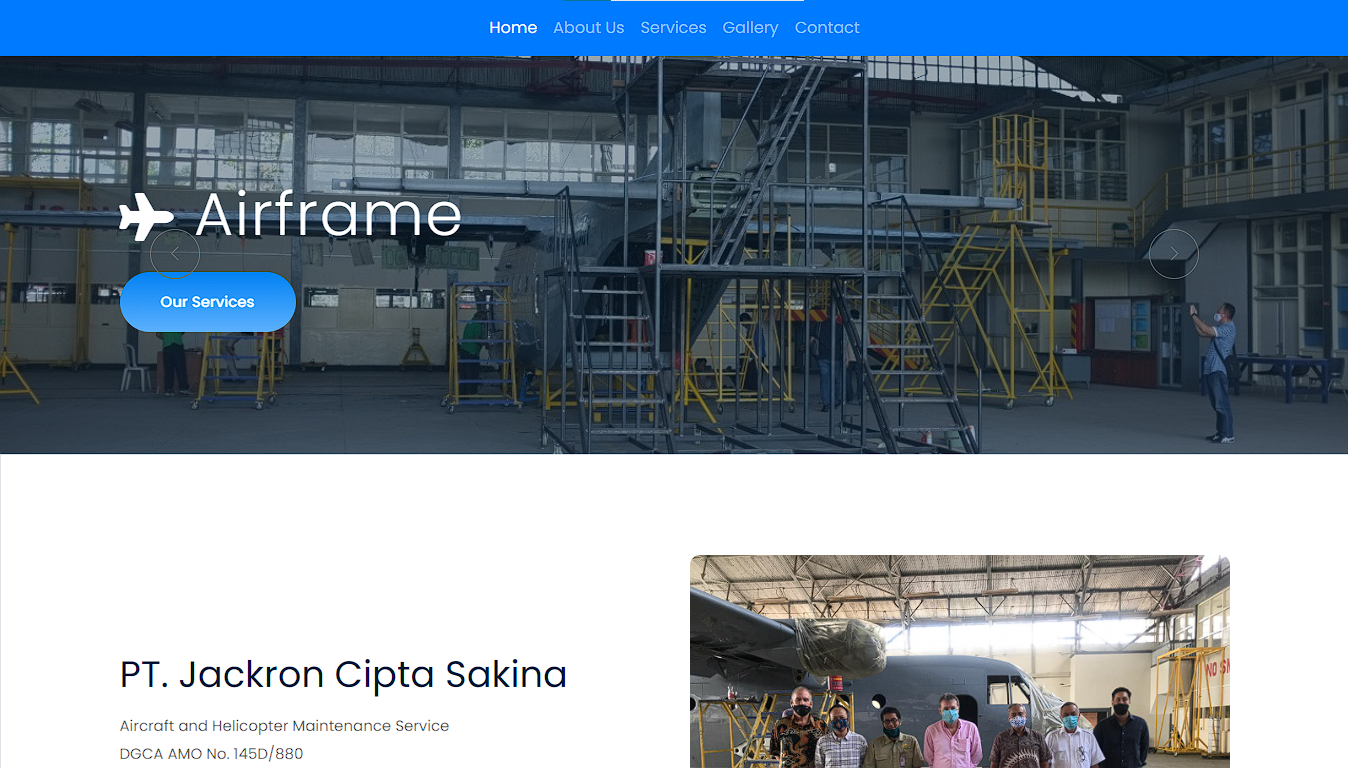 Home About Us Services Gallery Contact
Airframe
Our Services
PT. Jackron Cipta Sakina
Aircraft and Helicopter Maintenance Service
DGCA AMO No. 145D/880